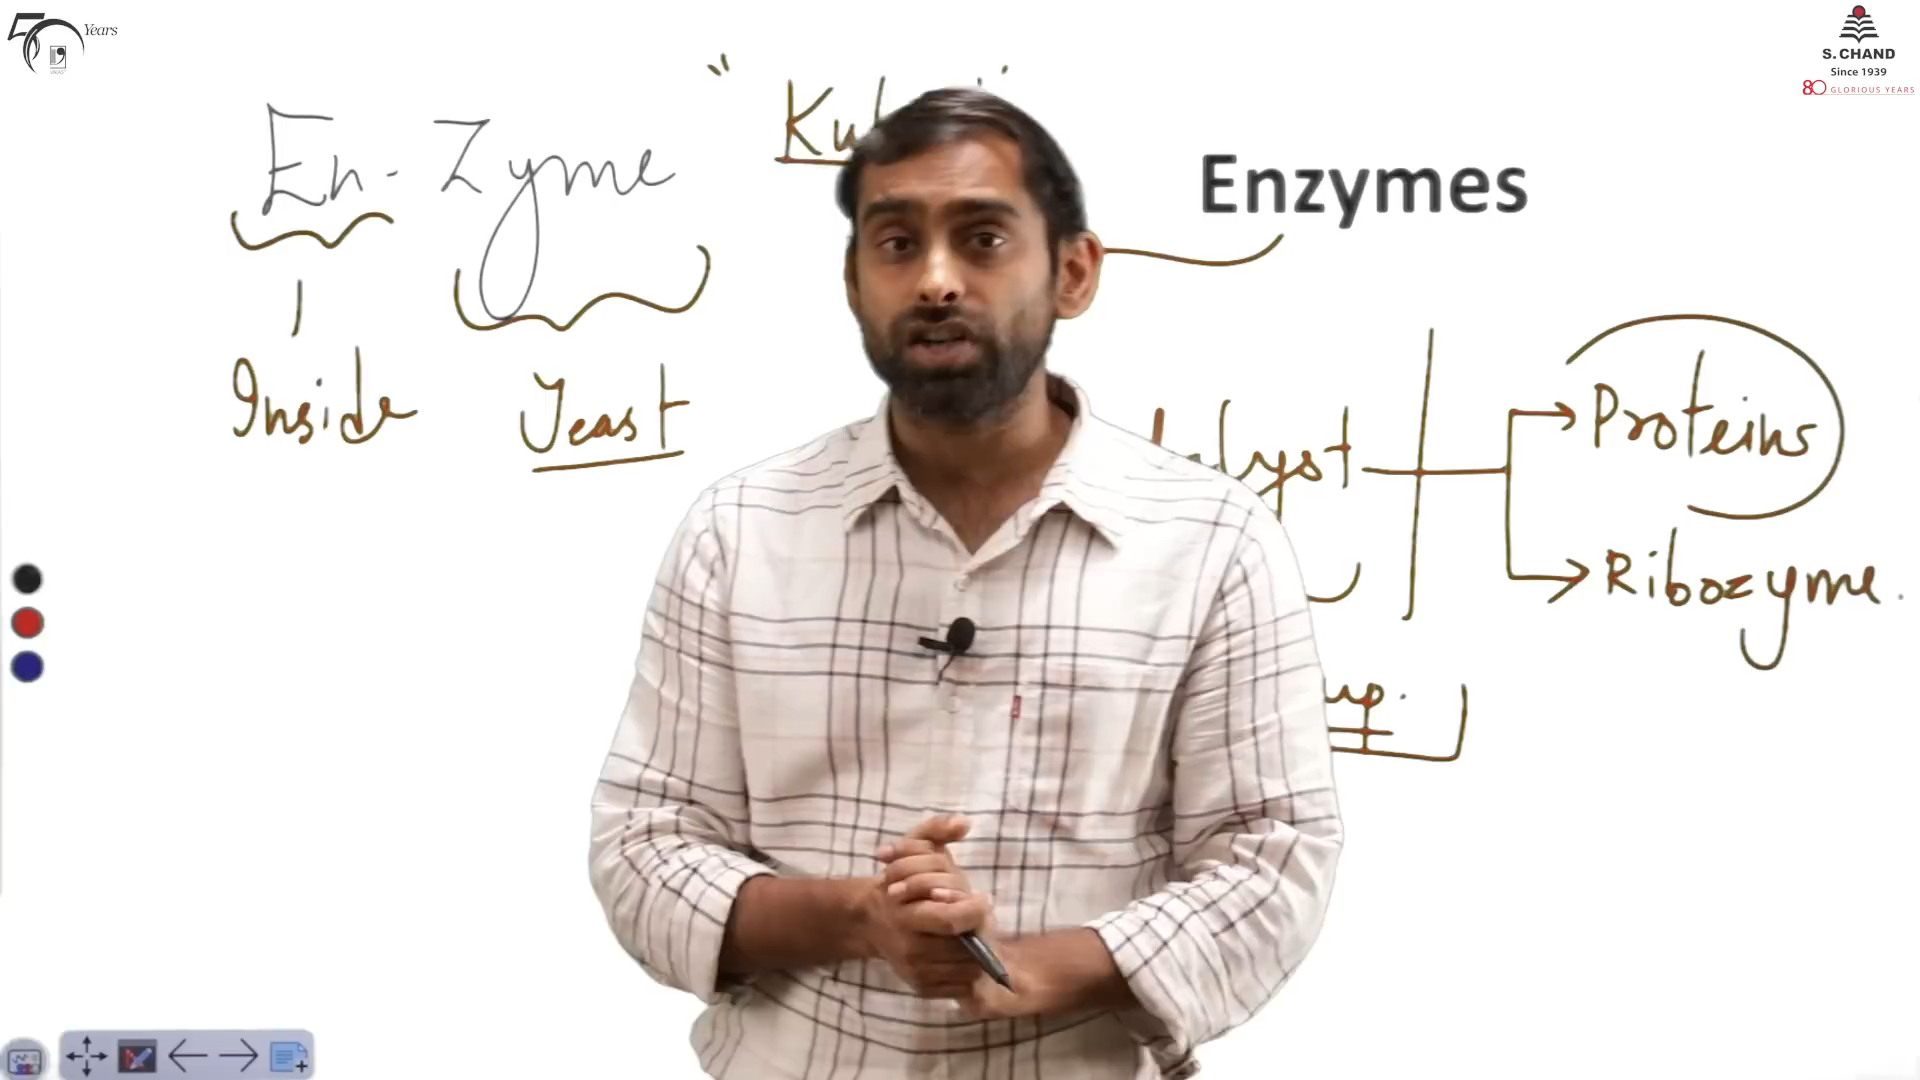 Years
S. CHAND
Since 1939
80 GLORIOUS YEARS
En-Zyme
Enzymes
Inside
Yeast
Proteins
Ribozyme.